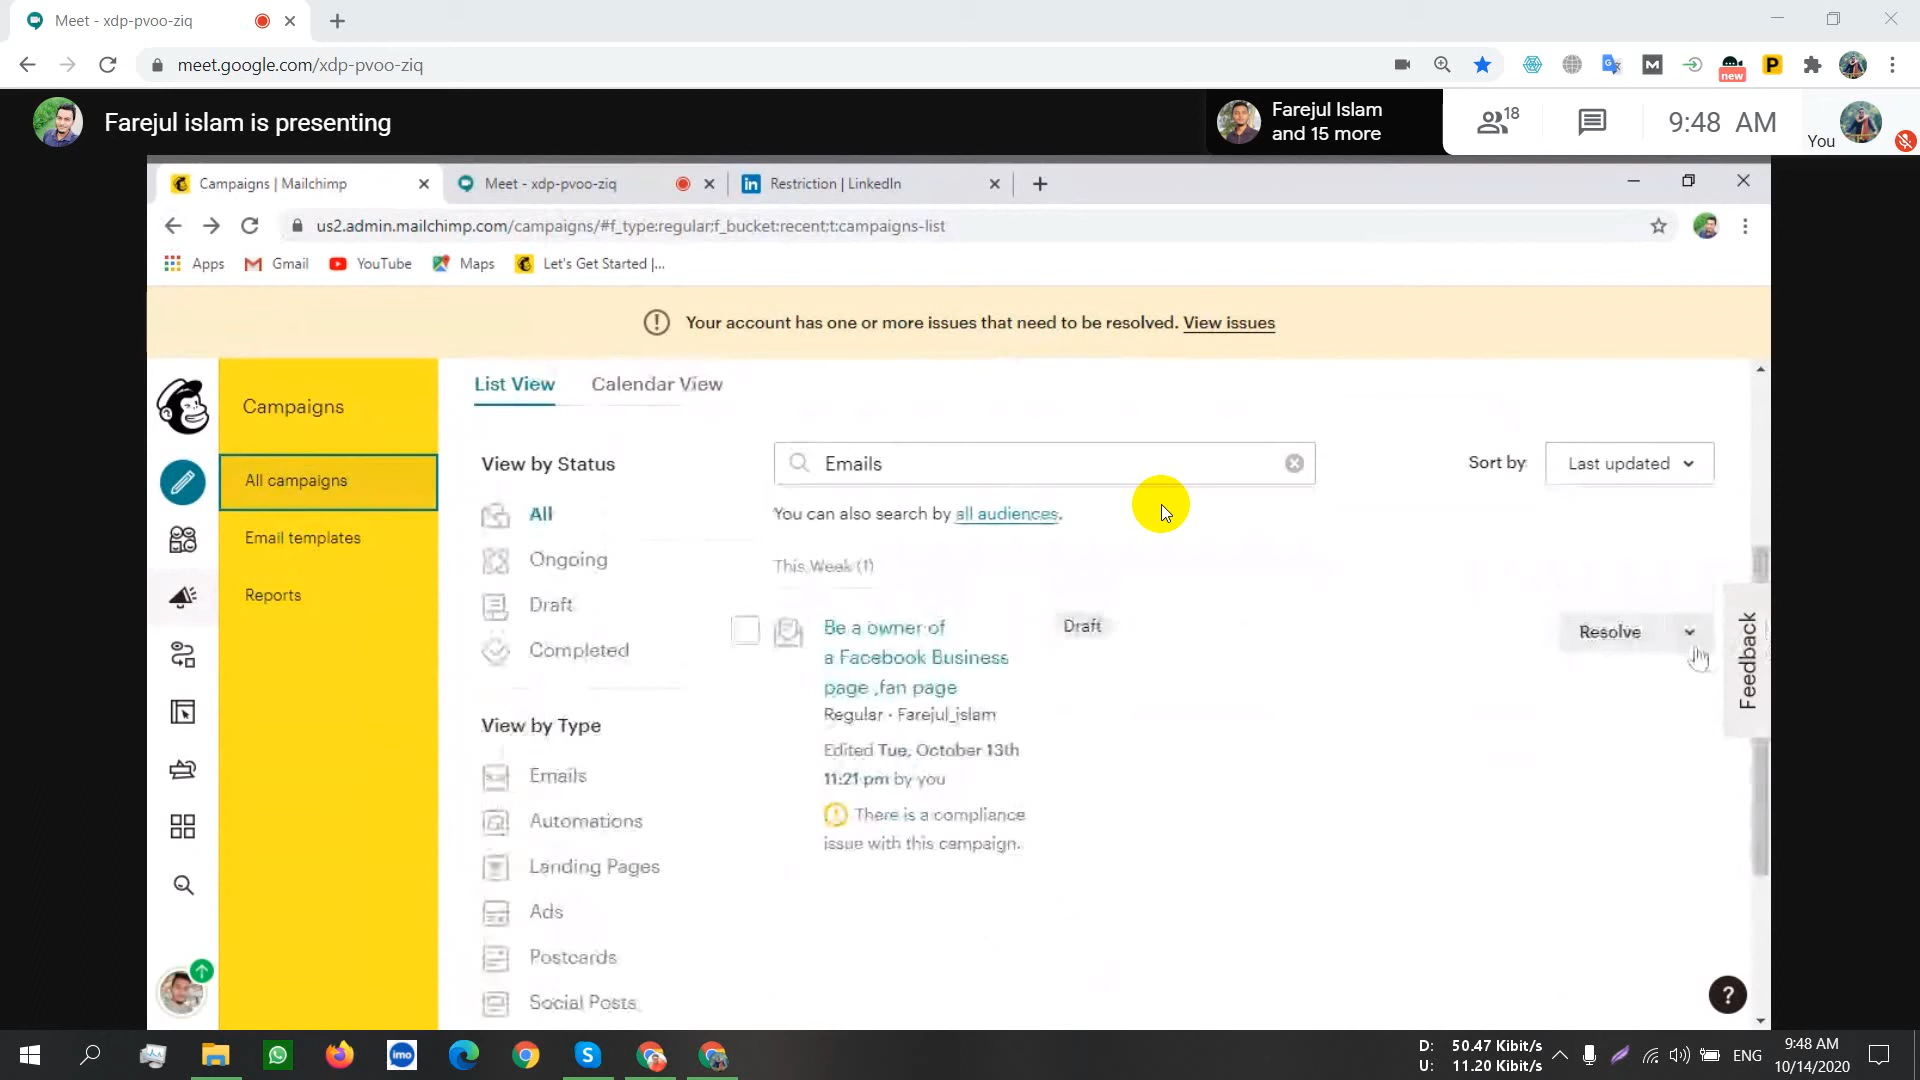 Meet - xdp-pvoo-ziq
meet.google.com/xdp-pvoo-ziq
new
Farejul islam is presenting
Farejul Islam
and 15 more
18
9:48 AM
You
Campaigns | Mailchimp
Meet - xdp-pvoo-ziq
Restriction | LinkedIn
us2.admin.mailchimp.com/campaigns/#f_type:regular;f_bucket:recent;t:campaigns-list
Apps
Gmail
YouTube
Maps
Let's Get Started |...
Your account has one or more issues that need to be resolved. View issues
Campaigns
All campaigns
Email templates
Reports
List View
Calendar View
View by Status
All
Ongoing
Draft
Completed
View by Type
Emails
Automations
Landing Pages
Ads
Postcards
Social Posts
Emails
Sort by
Last updated
You can also search by all audiences.
This Week (1)
Be a owner of
a Facebook Business
page ,fan page
Regular · Farejul_islam
Edited Tue, October 13th
11:21 pm by you
There is a compliance
issue with this campaign.
Draft
Resolve
Feedback
?
imo
D: 50.47 Kibit/s
U: 11.20 Kibit/s
ENG
9:48 AM
10/14/2020